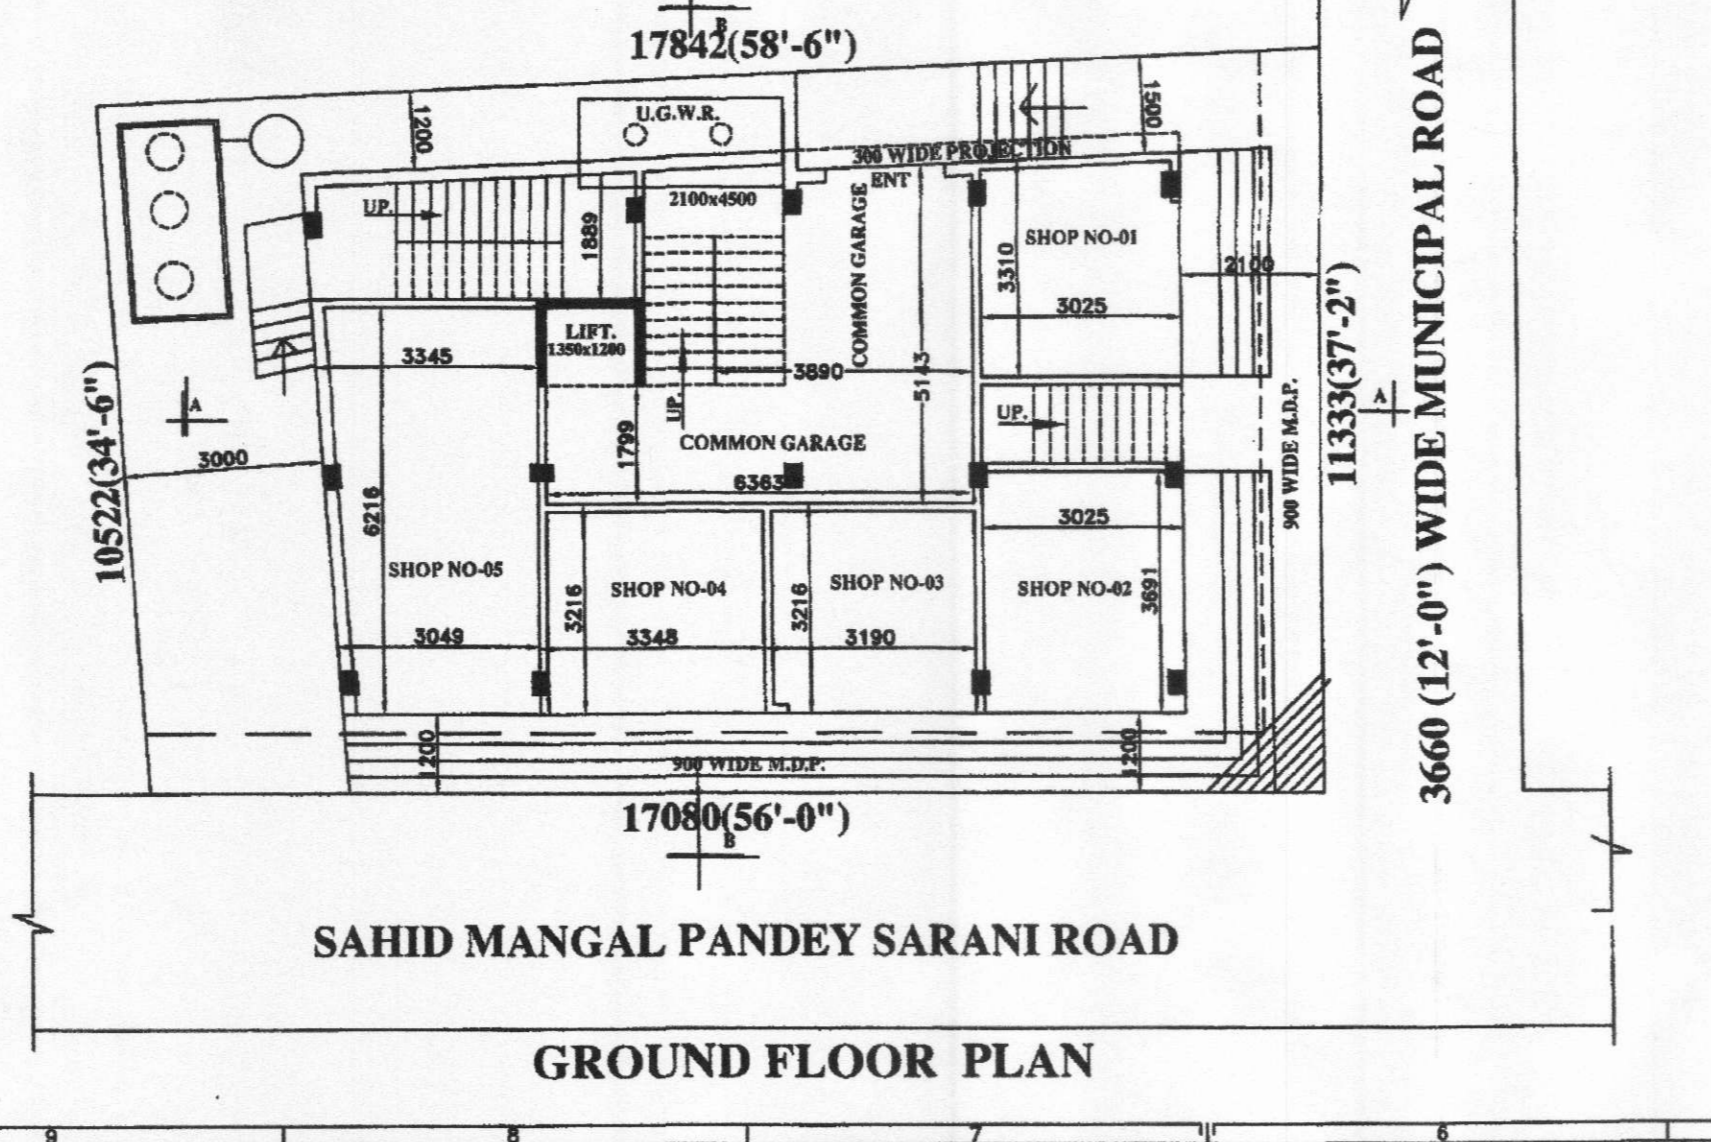 B
17842(58'-6")
1200
U.G.W.R.
1500
300 WIDE PROJECTION
ENT
UP.
1889
2100x4500
COMMON GARAGE
3310
SHOP NO-01
2100
3025
LIFT.
1350x1200
3345
3890
5143
UP.
UP.
A
A
3000
10522(34'-6")
1799
COMMON GARAGE
6363
900 WIDE M.D.P.
11333(37'-2")
3660 (12'-0") WIDE MUNICIPAL ROAD
6216
3025
SHOP NO-05
SHOP NO-04
SHOP NO-03
SHOP NO-02
3691
3216
3216
3049
3348
3190
1200
1200
900 WIDE M.D.P.
17080(56'-0")
B
SAHID MANGAL PANDEY SARANI ROAD
GROUND FLOOR PLAN
9
8
7
6